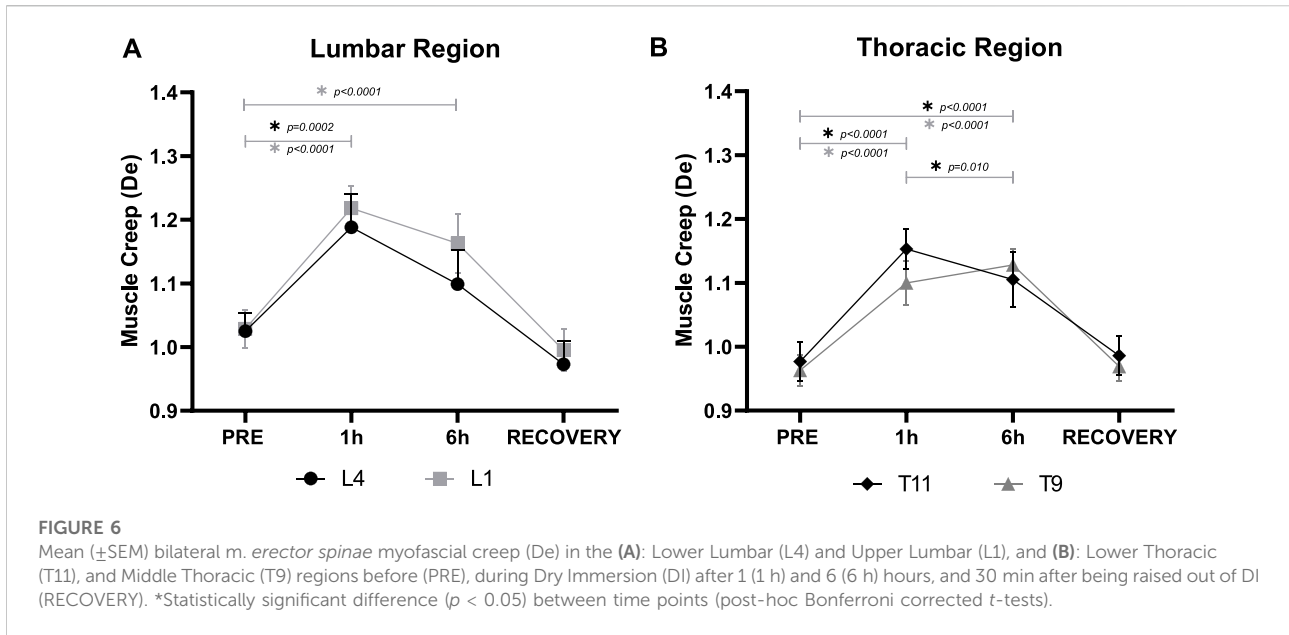 A
Lumbar Region
Muscle Creep (De)
1.4
1.3
1.2
1.1
1.0
0.9
* p<0.0001
* p=0.0002
* p<0.0001
PRE 1h 6h RECOVERY
L4 L1
B
Thoracic Region
Muscle Creep (De)
1.4
1.3
1.2
1.1
1.0
0.9
* p<0.0001
* p<0.0001
* p<0.0001
* p<0.0001
* p=0.010
PRE 1h 6h RECOVERY
T11 T9
FIGURE 6
Mean (±SEM) bilateral m. erector spinae myofascial creep (De) in the (A): Lower Lumbar (L4) and Upper Lumbar (L1), and (B): Lower Thoracic
(T11), and Middle Thoracic (T9) regions before (PRE), during Dry Immersion (DI) after 1 (1 h) and 6 (6 h) hours, and 30 min after being raised out of DI
(RECOVERY). *Statistically significant difference (p < 0.05) between time points (post-hoc Bonferroni corrected t-tests).